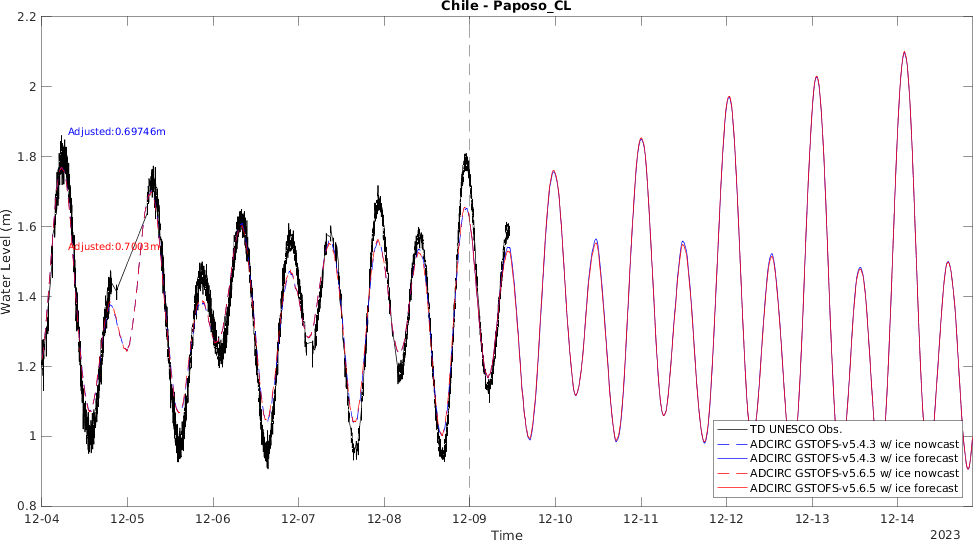 Chile - Paposo_CL
2.2
2
1.8
1.6
1.4
1.2
1
0.8
Water Level (m)
Adjusted:0.69746m
Adjusted:0.7003m
TD UNESCO Obs.
ADCIRC GSTOFS-v5.4.3 w/ ice nowcast
ADCIRC GSTOFS-v5.4.3 w/ ice forecast
ADCIRC GSTOFS-v5.6.5 w/ ice nowcast
ADCIRC GSTOFS-v5.6.5 w/ ice forecast
12-04 12-05 12-06 12-07 12-08 12-09 12-10 12-11 12-12 12-13 12-14
Time
2023